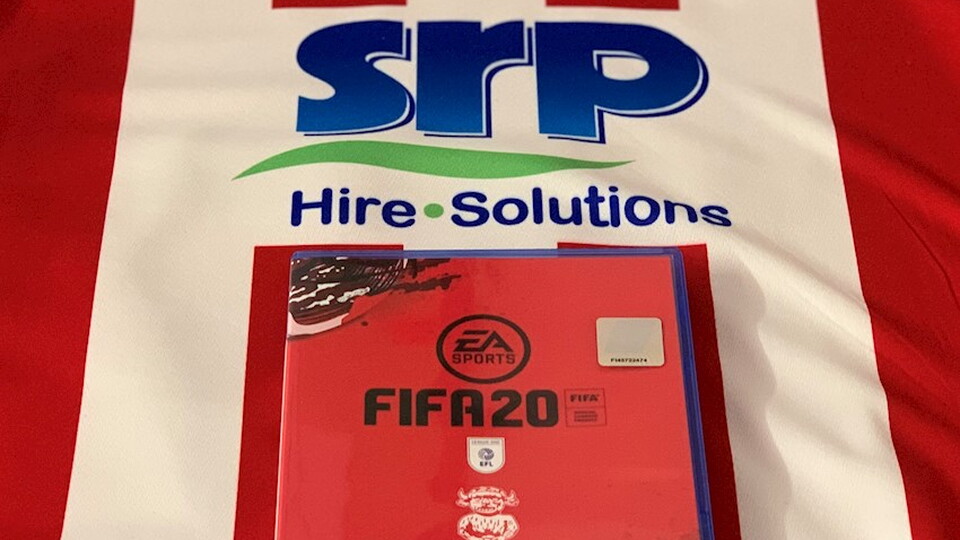 srp
Hire•Solutions
EA
SPORTS
FIFA20
FIFA
EFL